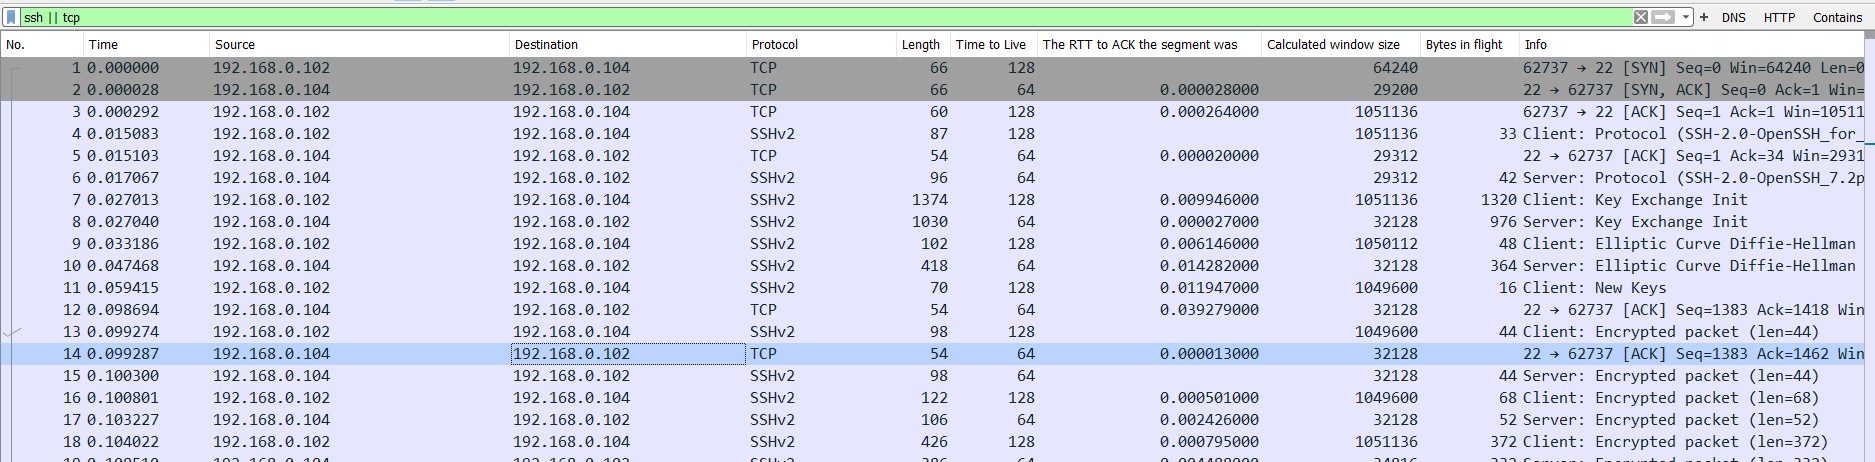 ssh || tcp + DNS HTTP Contains
No. Time Source Destination Protocol Length Time to Live The RTT to ACK the segment was Calculated window size Bytes in flight Info
1 0.000000 192.168.0.102 192.168.0.104 TCP 66 128 64240 62737 → 22 [SYN] Seq=0 Win=64240 Len=0
2 0.000028 192.168.0.104 192.168.0.102 TCP 66 64 0.000028000 29200 22 → 62737 [SYN, ACK] Seq=0 Ack=1 Win=
3 0.000292 192.168.0.102 192.168.0.104 TCP 60 128 0.000264000 1051136 62737 → 22 [ACK] Seq=1 Ack=1 Win=10511
4 0.015083 192.168.0.102 192.168.0.104 SSHv2 87 128 1051136 33 Client: Protocol (SSH-2.0-OpenSSH_for_
5 0.015103 192.168.0.104 192.168.0.102 TCP 54 64 0.000020000 29312 22 → 62737 [ACK] Seq=1 Ack=34 Win=2931
6 0.017067 192.168.0.104 192.168.0.102 SSHv2 96 64 29312 42 Server: Protocol (SSH-2.0-OpenSSH_7.2p
7 0.027013 192.168.0.102 192.168.0.104 SSHv2 1374 128 0.009946000 1051136 1320 Client: Key Exchange Init
8 0.027040 192.168.0.104 192.168.0.102 SSHv2 1030 64 0.000027000 32128 976 Server: Key Exchange Init
9 0.033186 192.168.0.102 192.168.0.104 SSHv2 102 128 0.006146000 1050112 48 Client: Elliptic Curve Diffie-Hellman
10 0.047468 192.168.0.104 192.168.0.102 SSHv2 418 64 0.014282000 32128 364 Server: Elliptic Curve Diffie-Hellman
11 0.059415 192.168.0.102 192.168.0.104 SSHv2 70 128 0.011947000 1049600 16 Client: New Keys
12 0.098694 192.168.0.104 192.168.0.102 TCP 54 64 0.039279000 32128 22 → 62737 [ACK] Seq=1383 Ack=1418 Win
13 0.099274 192.168.0.102 192.168.0.104 SSHv2 98 128 1049600 44 Client: Encrypted packet (len=44)
14 0.099287 192.168.0.104 192.168.0.102 TCP 54 64 0.000013000 32128 22 → 62737 [ACK] Seq=1383 Ack=1462 Win
15 0.100300 192.168.0.104 192.168.0.102 SSHv2 98 64 32128 44 Server: Encrypted packet (len=44)
16 0.100801 192.168.0.102 192.168.0.104 SSHv2 122 128 0.000501000 1049600 68 Client: Encrypted packet (len=68)
17 0.103227 192.168.0.104 192.168.0.102 SSHv2 106 64 0.002426000 32128 52 Server: Encrypted packet (len=52)
18 0.104022 192.168.0.102 192.168.0.104 SSHv2 426 128 0.000795000 1051136 372 Client: Encrypted packet (len=372)